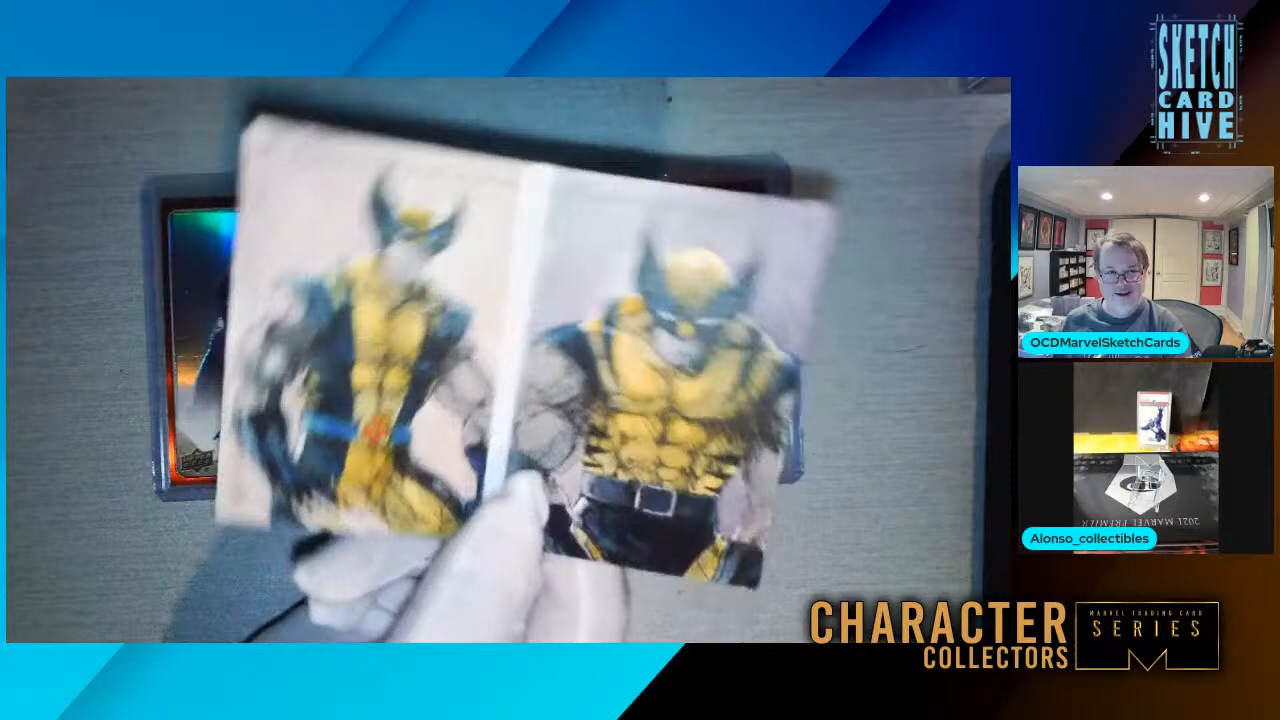 SKETCH
CARD
HIVE
OCDMarvelSketchCards
2021 MARVEL PREMIER
Alonso_collectibles
CHARACTER
COLLECTORS
MARVEL TRADING CARD
SERIES
M